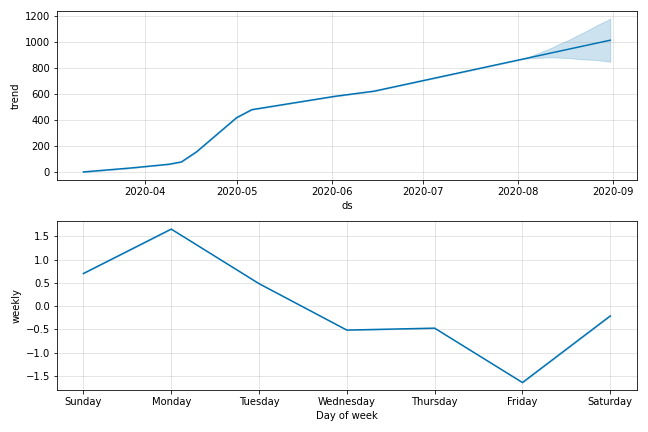 1200
1000
800
600
400
200
0
trend
2020-04 2020-05 2020-06 2020-07 2020-08 2020-09
ds
1.5
1.0
0.5
0.0
−0.5
−1.0
−1.5
weekly
Sunday Monday Tuesday Wednesday Thursday Friday Saturday
Day of week